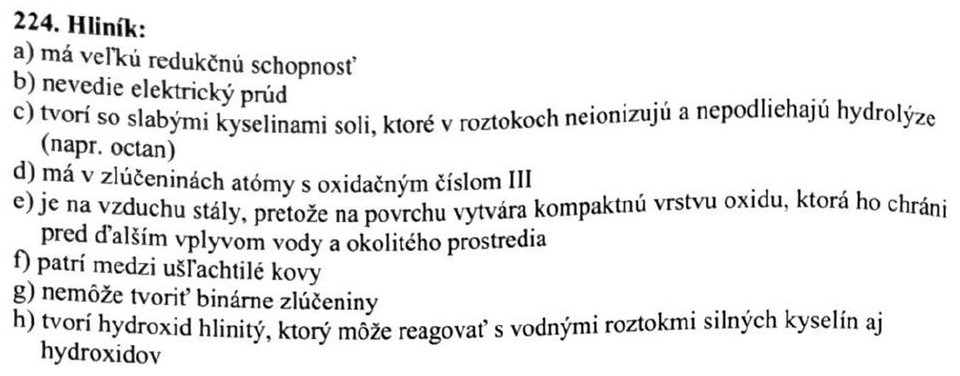 224. Hliník:
a) má veľkú redukčnú schopnosť
b) nevedie elektrický prúd
c) tvorí so slabými kyselinami soli, ktoré v roztokoch neionizujú a nepodliehajú hydrolýze
(napr. octan)
d) má v zlúčeninách atómy s oxidačným číslom III
e) je na vzduchu stály, pretože na povrchu vytvára kompaktnú vrstvu oxidu, ktorá ho chráni
pred ďalším vplyvom vody a okolitého prostredia
f) patrí medzi ušľachtilé kovy
g) nemôže tvoriť binárne zlúčeniny
h) tvorí hydroxid hlinitý, ktorý môže reagovať s vodnými roztokmi silných kyselín aj
hydroxidov